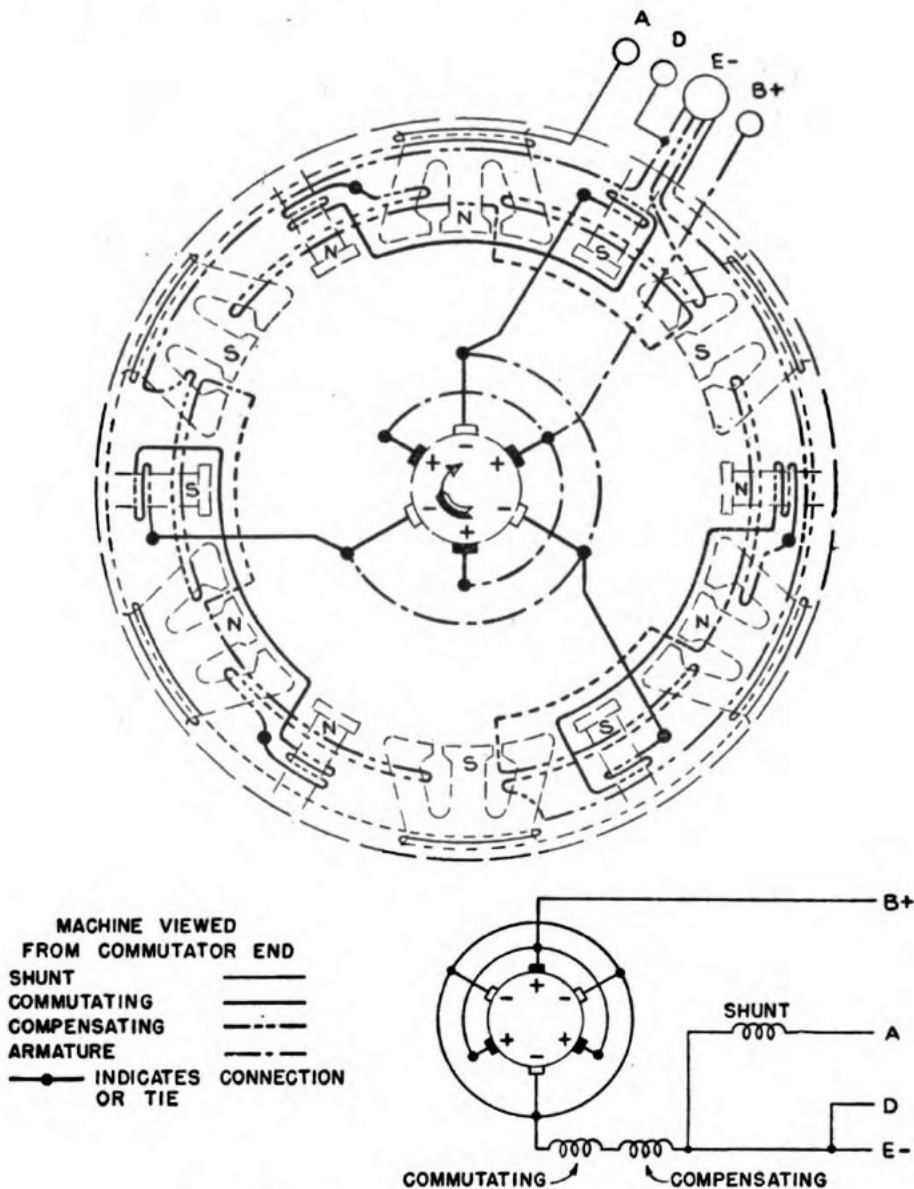 A
D
E-
B+
N
N
S
S
S
S
N
N
N
N
S
S
-
+
+
-
-
+
MACHINE VIEWED
FROM COMMUTATOR END
SHUNT
COMMUTATING
COMPENSATING
ARMATURE
INDICATES CONNECTION
OR TIE
B+
-
+
-
+
+
-
SHUNT
A
D
E-
COMMUTATING
COMPENSATING